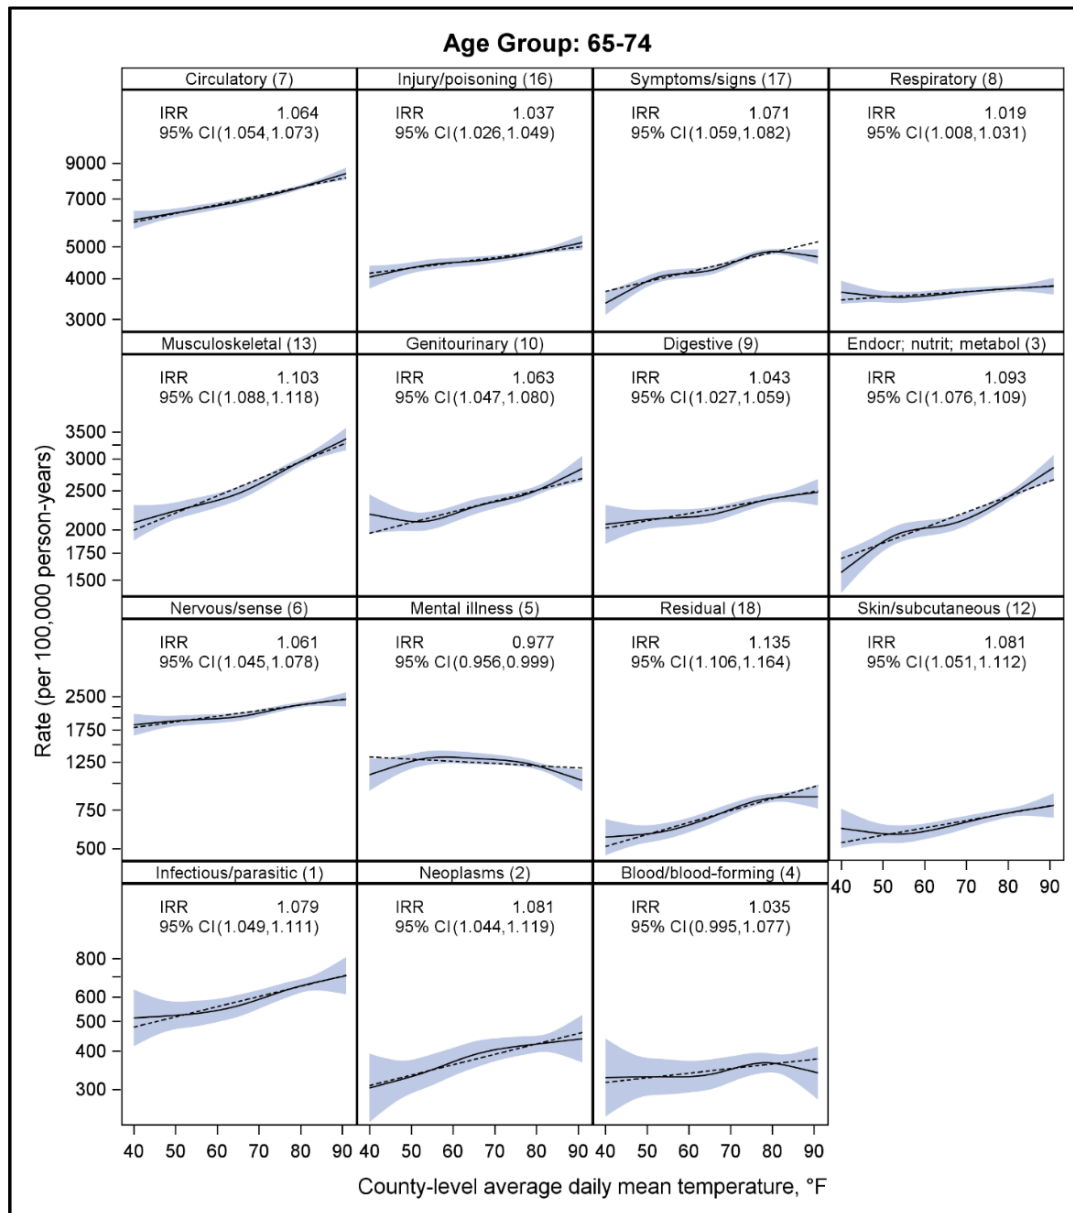 Age Group: 65-74
Circulatory (7)
Injury/poisoning (16)
Symptoms/signs (17)
Respiratory (8)
IRR 1.064
95% CI(1.054,1.073)
IRR 1.037
95% CI(1.026,1.049)
IRR 1.071
95% CI(1.059,1.082)
IRR 1.019
95% CI(1.008,1.031)
9000
7000
5000
4000
3000
Musculoskeletal (13)
Genitourinary (10)
Digestive (9)
Endocr; nutrit; metabol (3)
IRR 1.103
95% CI(1.088,1.118)
IRR 1.063
95% CI(1.047,1.080)
IRR 1.043
95% CI(1.027,1.059)
IRR 1.093
95% CI(1.076,1.109)
3500
3000
2500
2000
1750
1500
Nervous/sense (6)
Mental illness (5)
Residual (18)
Skin/subcutaneous (12)
IRR 1.061
95% CI(1.045,1.078)
IRR 0.977
95% CI(0.956,0.999)
IRR 1.135
95% CI(1.106,1.164)
IRR 1.081
95% CI(1.051,1.112)
Rate (per 100,000 person-years)
2500
1750
1250
750
500
Infectious/parasitic (1)
Neoplasms (2)
Blood/blood-forming (4)
40 50 60 70 80 90
IRR 1.079
95% CI(1.049,1.111)
IRR 1.081
95% CI(1.044,1.119)
IRR 1.035
95% CI(0.995,1.077)
800
600
500
400
300
40 50 60 70 80 90
40 50 60 70 80 90
40 50 60 70 80 90
County-level average daily mean temperature, °F